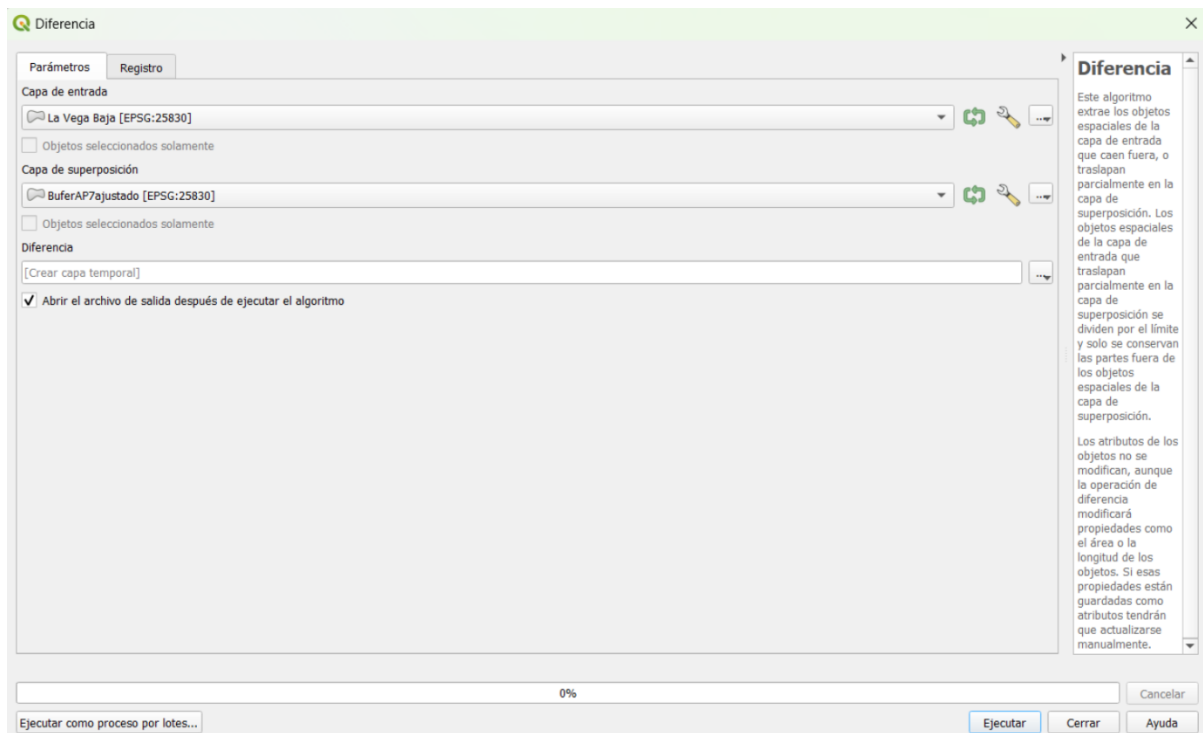 Diferencia
Parámetros
Registro
Capa de entrada
La Vega Baja [EPSG:25830]
Objetos seleccionados solamente
Capa de superposición
BuferAP7ajustado [EPSG:25830]
Objetos seleccionados solamente
Diferencia
[Crear capa temporal]
Abrir el archivo de salida después de ejecutar el algoritmo
Diferencia
Este algoritmo
extrae los objetos
espaciales de la
capa de entrada
que caen fuera, o
traslapan
parcialmente en la
capa de
superposición. Los
objetos espaciales
de la capa de
entrada que
traslapan
parcialmente en la
capa de
superposición se
dividen por el límite
y solo se conservan
las partes fuera de
los objetos
espaciales de la
capa de
superposición.
Los atributos de los
objetos no se
modifican, aunque
la operación de
diferencia
modificará
propiedades como
el área o la
longitud de los
objetos. Si esas
propiedades están
guardadas como
atributos tendrán
que actualizarse
manualmente.
0%
Cancelar
Ejecutar como proceso por lotes...
Ejecutar
Cerrar
Ayuda